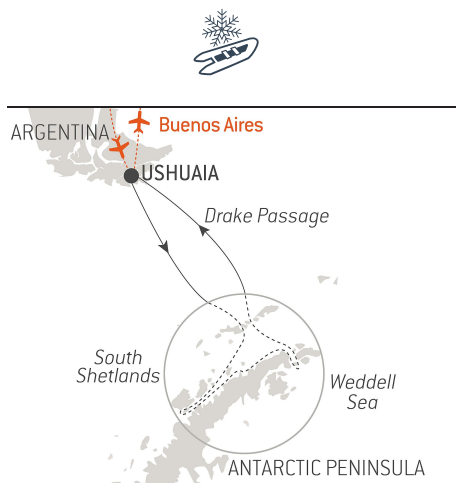 ARGENTINA
Buenos Aires
USHUAIA
Drake Passage
South
Shetlands
Weddell
Sea
ANTARCTIC PENINSULA